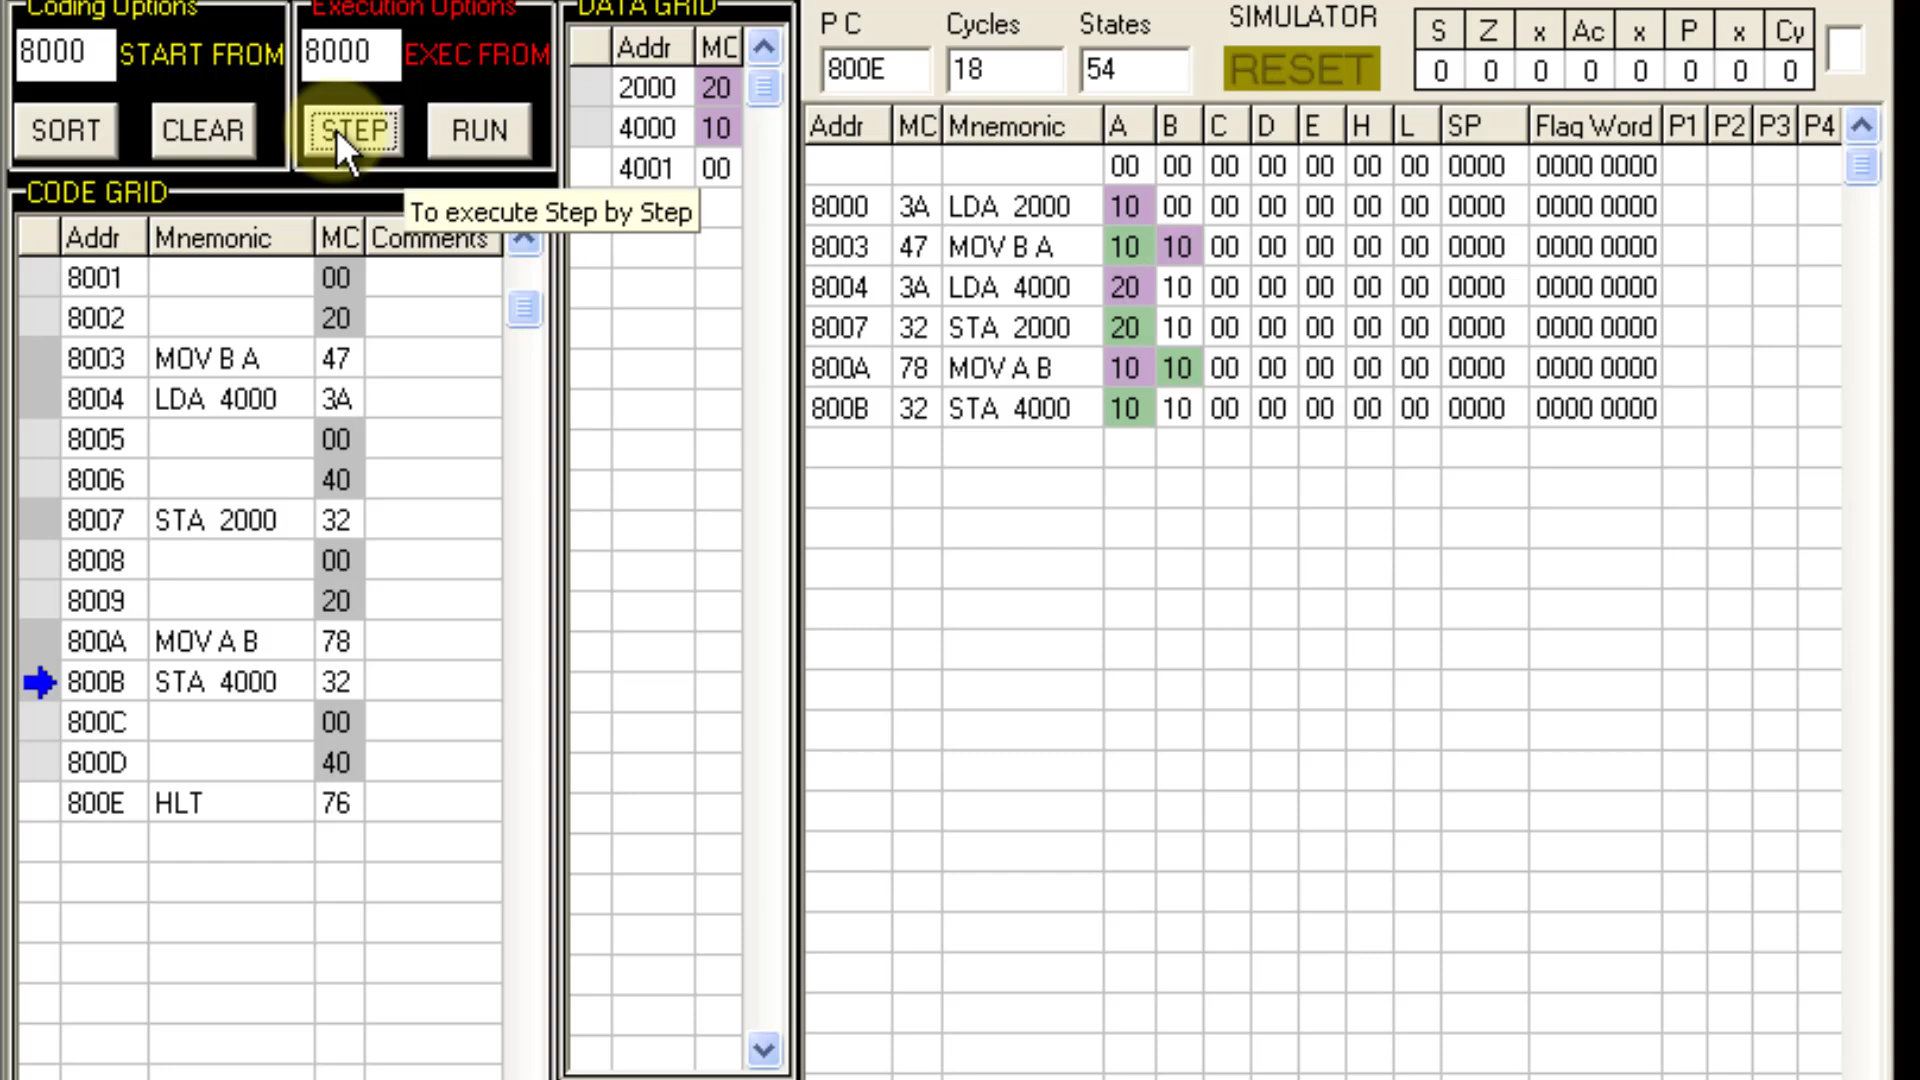 Coding Options
8000 START FROM
SORT CLEAR
Execution Options
8000 EXEC FROM
STEP RUN
To execute Step by Step
CODE GRID
Addr Mnemonic MC Comments
8001 00
8002 20
8003 MOV B A 47
8004 LDA 4000 3A
8005 00
8006 40
8007 STA 2000 32
8008 00
8009 20
800A MOV A B 78
800B STA 4000 32
800C 00
800D 40
800E HLT 76
DATA GRID
Addr MC
2000 20
4000 10
4001 00
PC Cycles States
800E 18 54
SIMULATOR
RESET
S Z x Ac x P x Cy
0 0 0 0 0 0 0 0
Addr MC Mnemonic A B C D E H L SP Flag Word P1 P2 P3 P4
00 00 00 00 00 00 00 0000 0000 0000
8000 3A LDA 2000 10 00 00 00 00 00 00 0000 0000 0000
8003 47 MOV B A 10 10 00 00 00 00 00 0000 0000 0000
8004 3A LDA 4000 20 10 00 00 00 00 00 0000 0000 0000
8007 32 STA 2000 20 10 00 00 00 00 00 0000 0000 0000
800A 78 MOV A B 10 10 00 00 00 00 00 0000 0000 0000
800B 32 STA 4000 10 10 00 00 00 00 00 0000 0000 0000